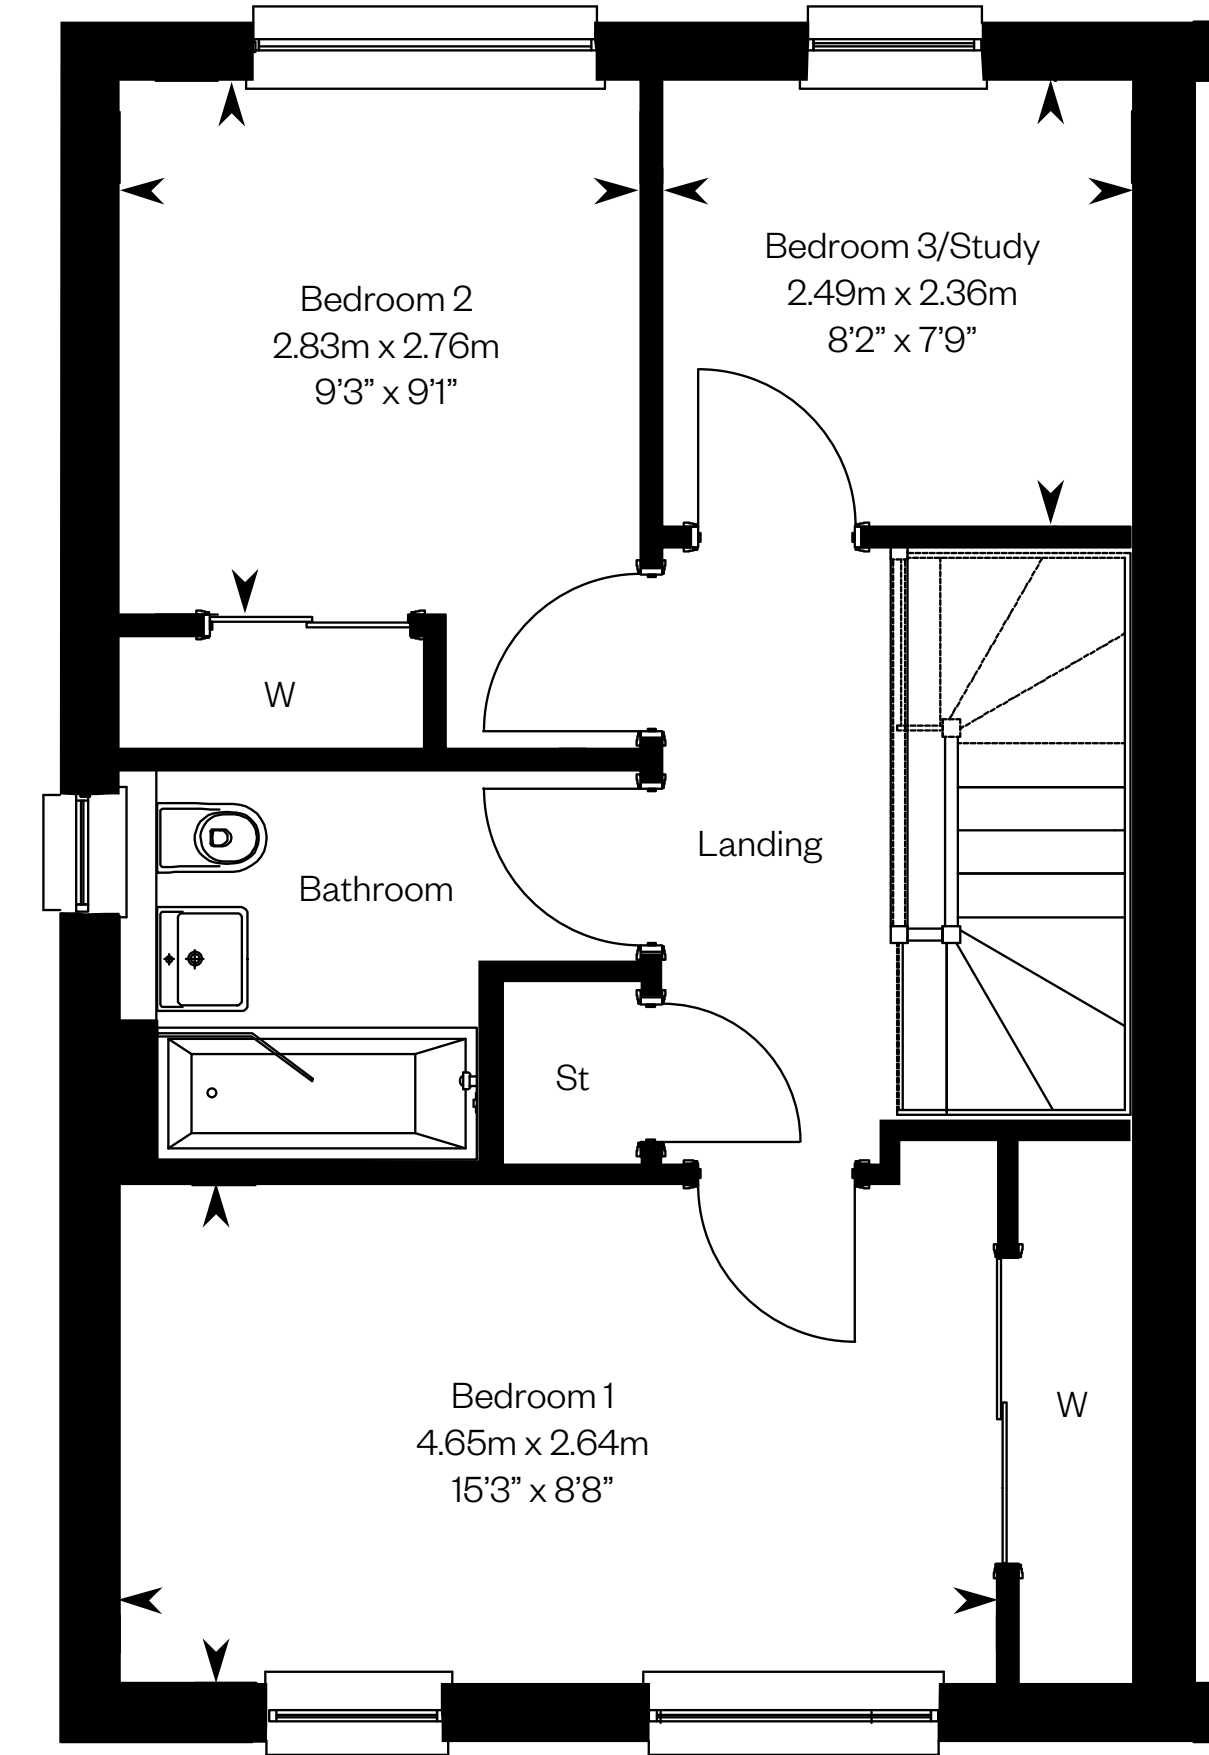 Bedroom 2
2.83m x 2.76m
9’3” x 9’1”
Bedroom 3/Study
2.49m x 2.36m
8’2” x 7’9”
W
Bathroom
Landing
St
Bedroom 1
4.65m x 2.64m
15’3” x 8’8”
W